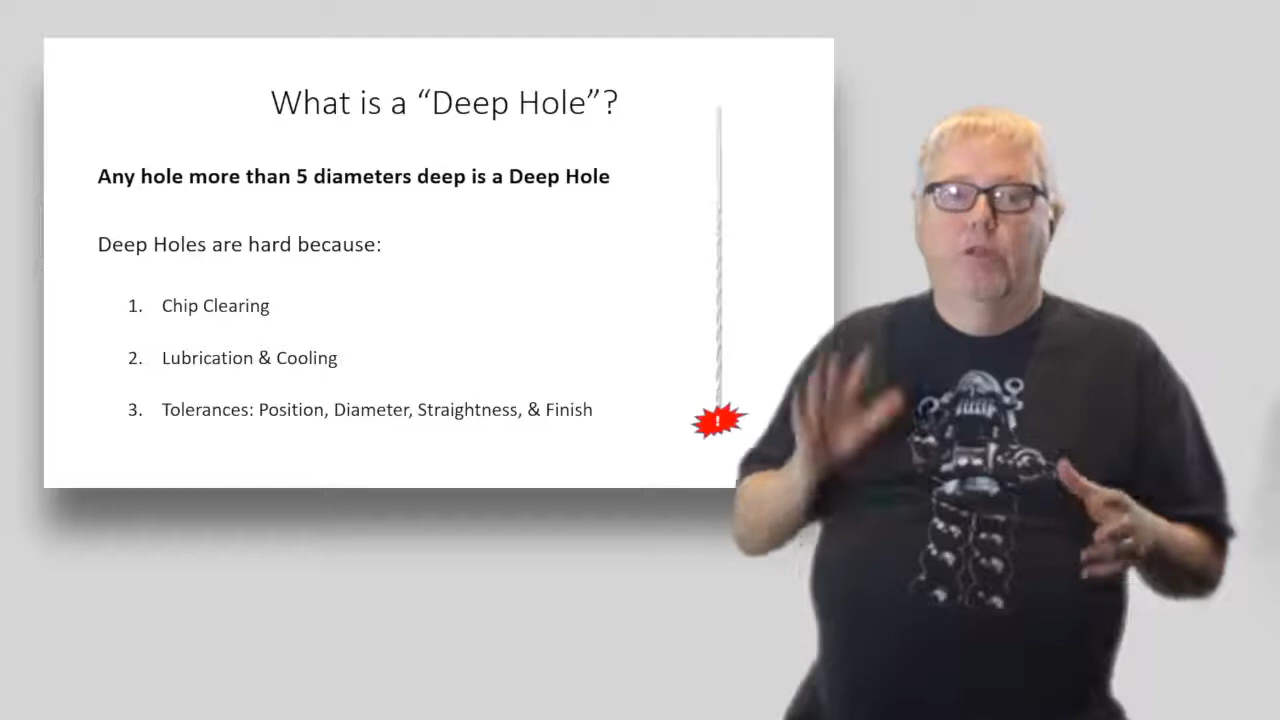 What is a “Deep Hole”?
Any hole more than 5 diameters deep is a Deep Hole
Deep Holes are hard because:
1. Chip Clearing
2. Lubrication & Cooling
3. Tolerances: Position, Diameter, Straightness, & Finish
!